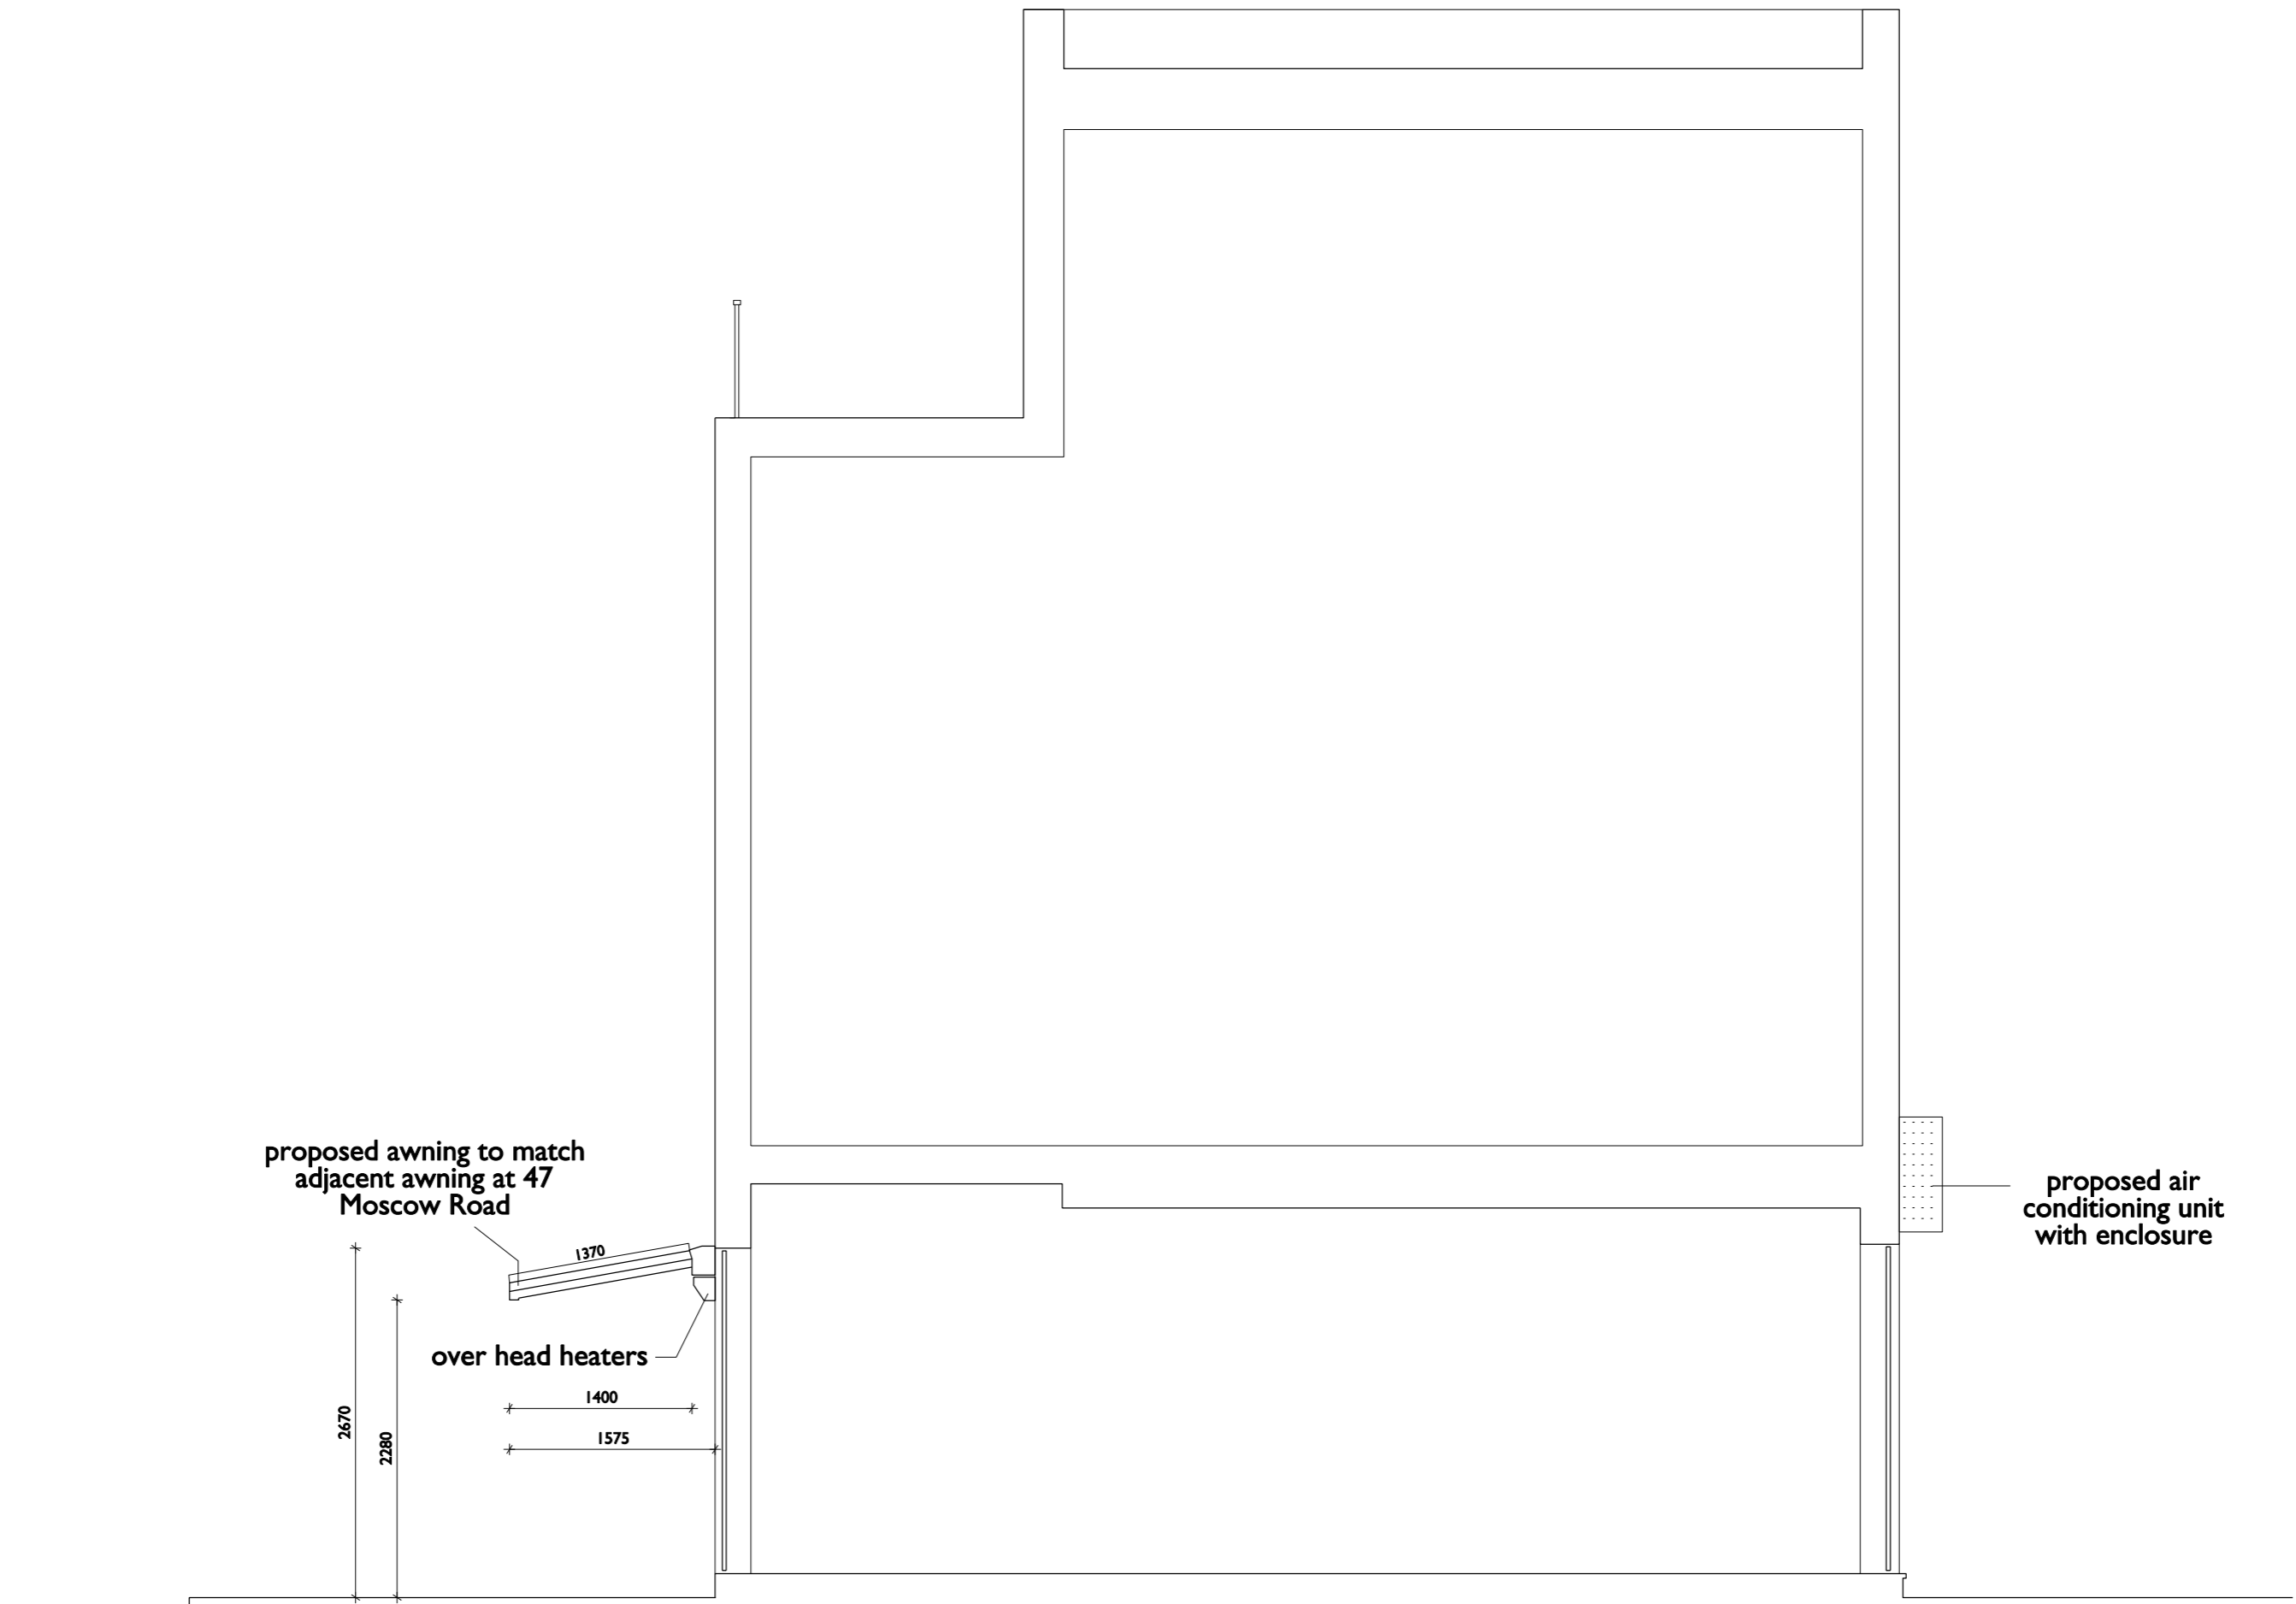 proposed awning to match
adjacent awning at 47
Moscow Road
proposed air
conditioning unit
with enclosure
1370
over head heaters
1400
1575
2670
2280